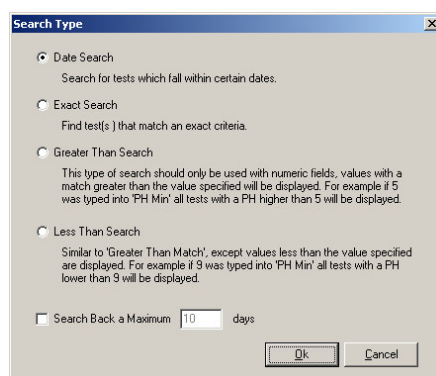 Search Type
Date Search
Search for tests which fall within certain dates.
Exact Search
Find test(s ) that match an exact criteria.
Greater Than Search
This type of search should only be used with numeric fields, values with a
match greater than the value specified will be displayed. For example if 5
was typed into 'PH Min' all tests with a PH higher than 5 will be displayed.
Less Than Search
Similar to 'Greater Than Match', except values less than the value specified
are displayed. For example if 9 was typed into 'PH Min' all tests with a PH
lower than 9 will be displayed.
Search Back a Maximum 10 days
Ok Cancel